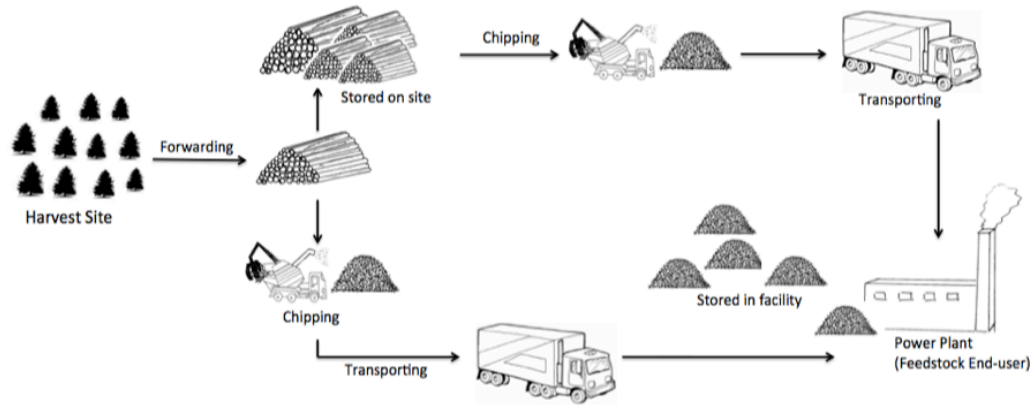 Chipping
Stored on site
Transporting
Forwarding
Harvest Site
Stored in facility
Chipping
Transporting
Power Plant
(Feedstock End-user)